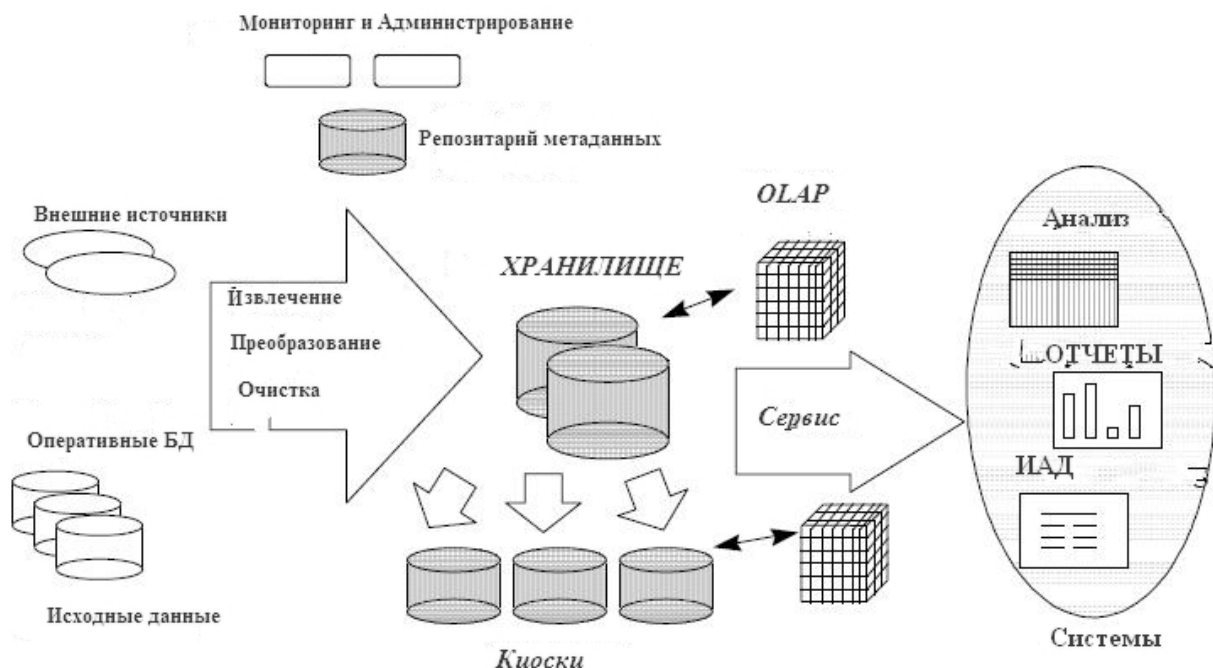 Мониторинг и Администрирование
Репозитарий метаданных
Внешние источники
Извлечение
Преобразование
Очистка
Оперативные БД
Исходные данные
ХРАНИЛИЩЕ
OLAP
Сервис
Киоски
Анализ
ОТЧЕТЫ
ИАД
Системы